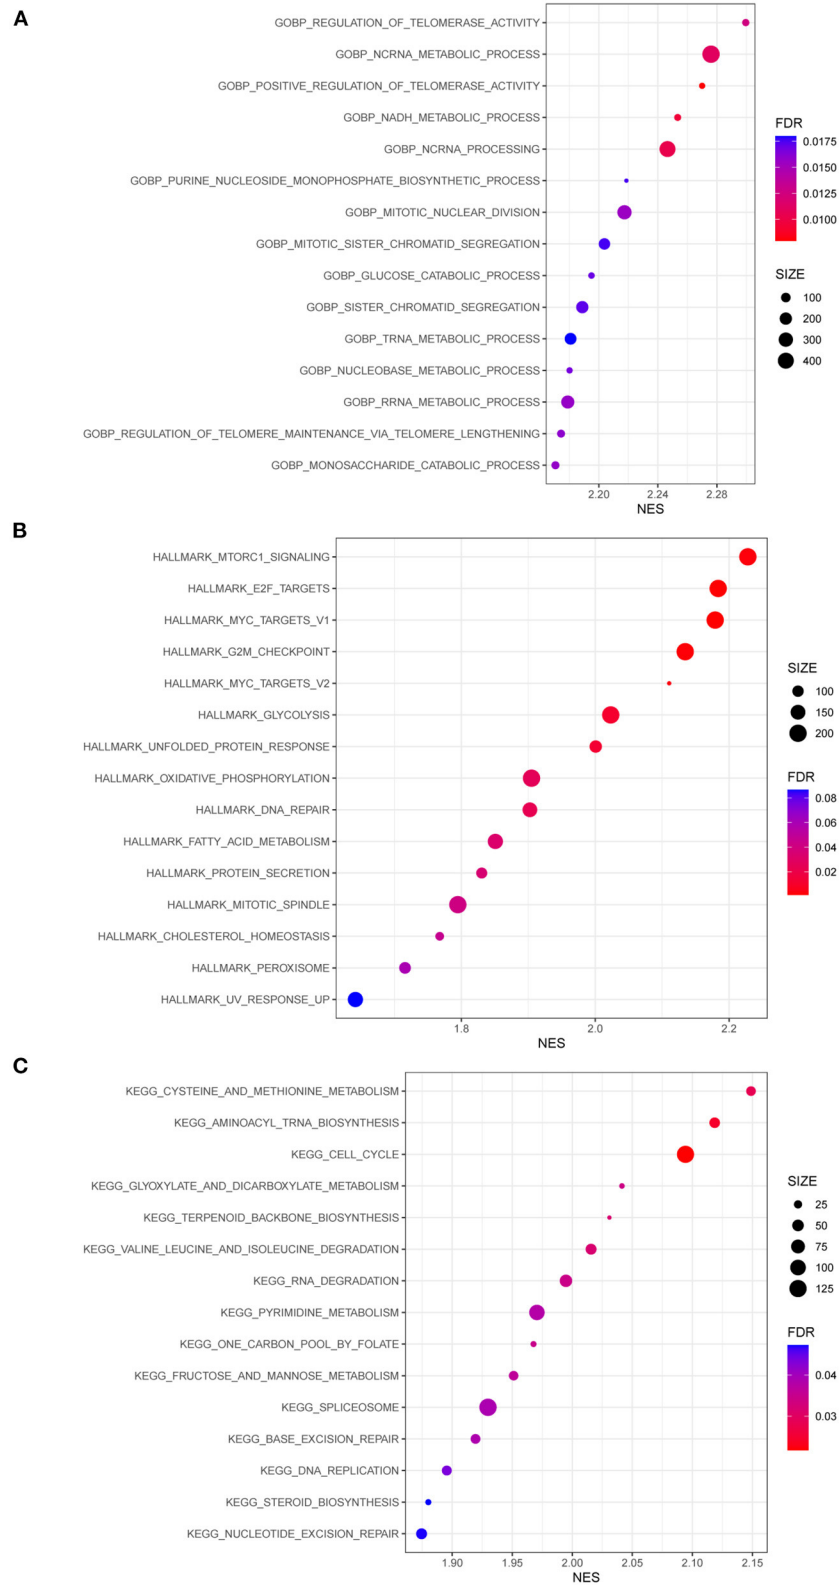 A
GOBP_REGULATION_OF_TELOMERASE_ACTIVITY
GOBP_NCRNA_METABOLIC_PROCESS
GOBP_POSITIVE_REGULATION_OF_TELOMERASE_ACTIVITY
GOBP_NADH_METABOLIC_PROCESS
GOBP_NCRNA_PROCESSING
GOBP_PURINE_NUCLEOSIDE_MONOPHOSPHATE_BIOSYNTHETIC_PROCESS
GOBP_MITOTIC_NUCLEAR_DIVISION
GOBP_MITOTIC_SISTER_CHROMATID_SEGREGATION
GOBP_GLUCOSE_CATABOLIC_PROCESS
GOBP_SISTER_CHROMATID_SEGREGATION
GOBP_TRNA_METABOLIC_PROCESS
GOBP_NUCLEOBASE_METABOLIC_PROCESS
GOBP_RRNA_METABOLIC_PROCESS
GOBP_REGULATION_OF_TELOMERE_MAINTENANCE_VIA_TELOMERE_LENGTHENING
GOBP_MONOSACCHARIDE_CATABOLIC_PROCESS
2.20 2.24 2.28
NES
FDR
0.0175
0.0150
0.0125
0.0100
SIZE
100
200
300
400
B
HALLMARK_MTORC1_SIGNALING
HALLMARK_E2F_TARGETS
HALLMARK_MYC_TARGETS_V1
HALLMARK_G2M_CHECKPOINT
HALLMARK_MYC_TARGETS_V2
HALLMARK_GLYCOLYSIS
HALLMARK_UNFOLDED_PROTEIN_RESPONSE
HALLMARK_OXIDATIVE_PHOSPHORYLATION
HALLMARK_DNA_REPAIR
HALLMARK_FATTY_ACID_METABOLISM
HALLMARK_PROTEIN_SECRETION
HALLMARK_MITOTIC_SPINDLE
HALLMARK_CHOLESTEROL_HOMEOSTASIS
HALLMARK_PEROXISOME
HALLMARK_UV_RESPONSE_UP
1.8 2.0 2.2
NES
SIZE
100
150
200
FDR
0.08
0.06
0.04
0.02
C
KEGG_CYSTEINE_AND_METHIONINE_METABOLISM
KEGG_AMINOACYL_TRNA_BIOSYNTHESIS
KEGG_CELL_CYCLE
KEGG_GLYOXYLATE_AND_DICARBOXYLATE_METABOLISM
KEGG_TERPENOID_BACKBONE_BIOSYNTHESIS
KEGG_VALINE_LEUCINE_AND_ISOLEUCINE_DEGRADATION
KEGG_RNA_DEGRADATION
KEGG_PYRIMIDINE_METABOLISM
KEGG_ONE_CARBON_POOL_BY_FOLATE
KEGG_FRUCTOSE_AND_MANNOSE_METABOLISM
KEGG_SPLICEOSOME
KEGG_BASE_EXCISION_REPAIR
KEGG_DNA_REPLICATION
KEGG_STEROID_BIOSYNTHESIS
KEGG_NUCLEOTIDE_EXCISION_REPAIR
1.90 1.95 2.00 2.05 2.10 2.15
NES
SIZE
25
50
75
100
125
FDR
0.04
0.03